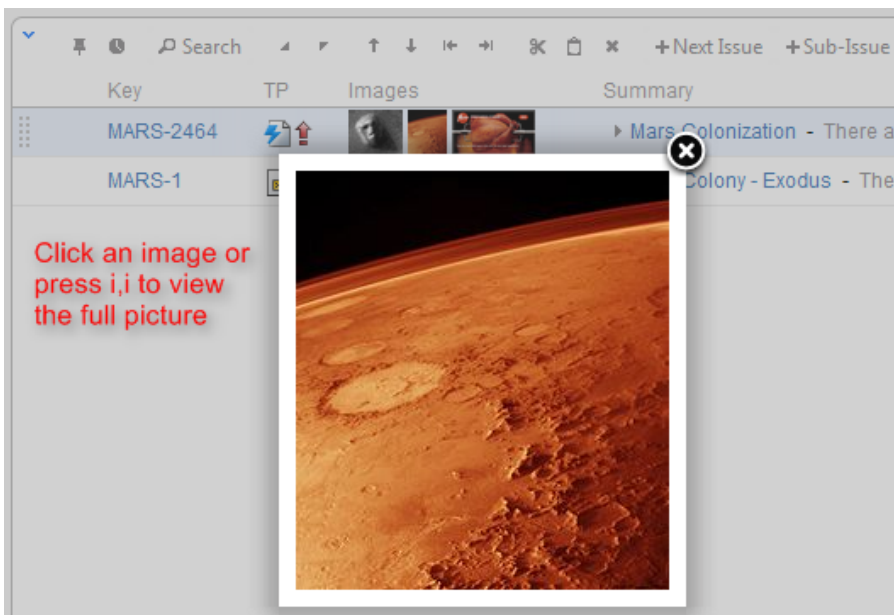 Search +Next Issue +Sub-Issue
Key TP Images Summary
MARS-2464 Mars Colonization - There a
MARS-1 Colony - Exodus - The
Click an image or
press i,i to view
the full picture